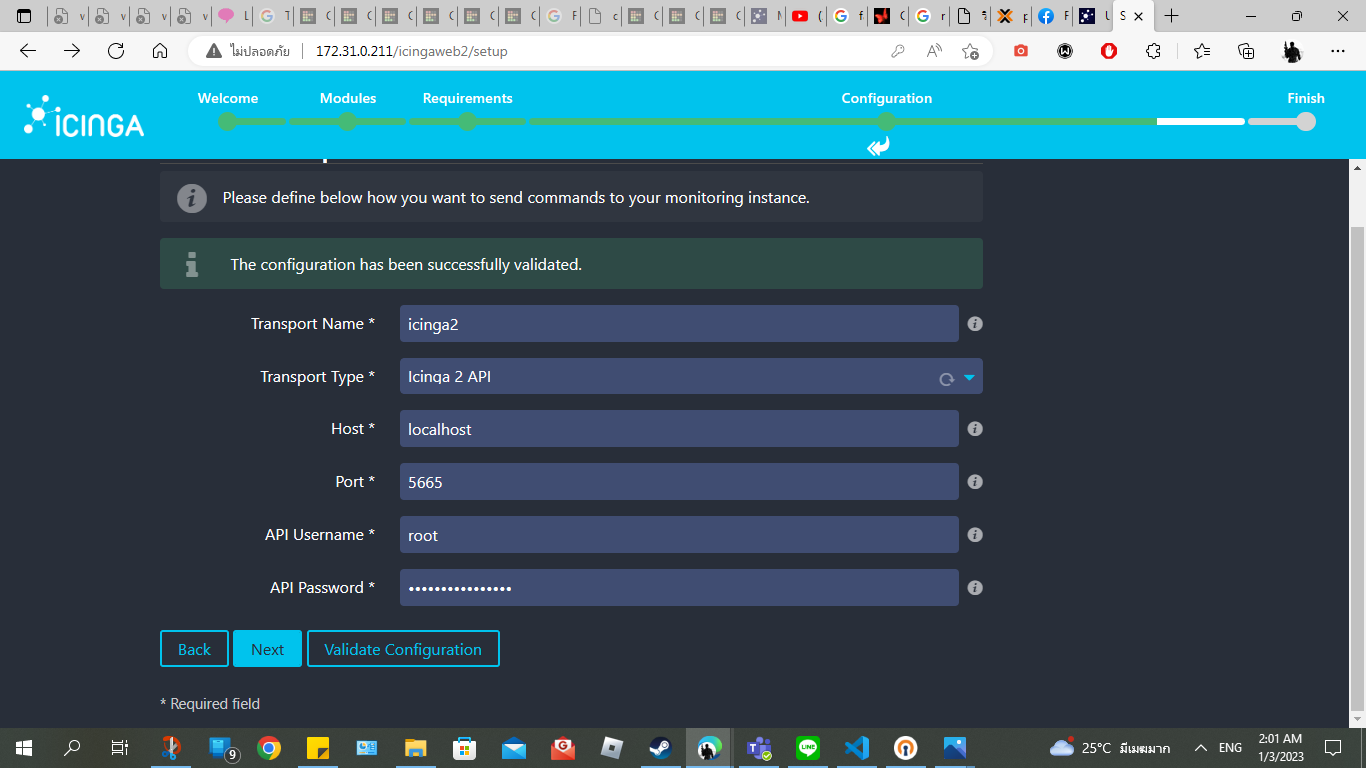 ไม่ปลอดภัย
172.31.0.211/icingaweb2/setup
ICINGA
Welcome
Modules
Requirements
Configuration
Finish
Please define below how you want to send commands to your monitoring instance.
The configuration has been successfully validated.
Transport Name *
icinga2
Transport Type *
Icinga 2 API
Host *
localhost
Port *
5665
API Username *
root
API Password *
••••••••••••••••
Back
Next
Validate Configuration
* Required field
9
25°C มีเมฆมาก
ENG
2:01 AM
1/3/2023